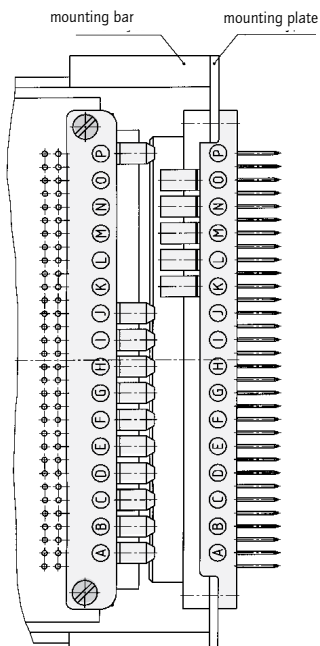 mounting bar
mounting plate
P P
O O
N N
M M
L L
K K
J J
I I
H H
G G
F F
E E
D D
C C
B B
A A